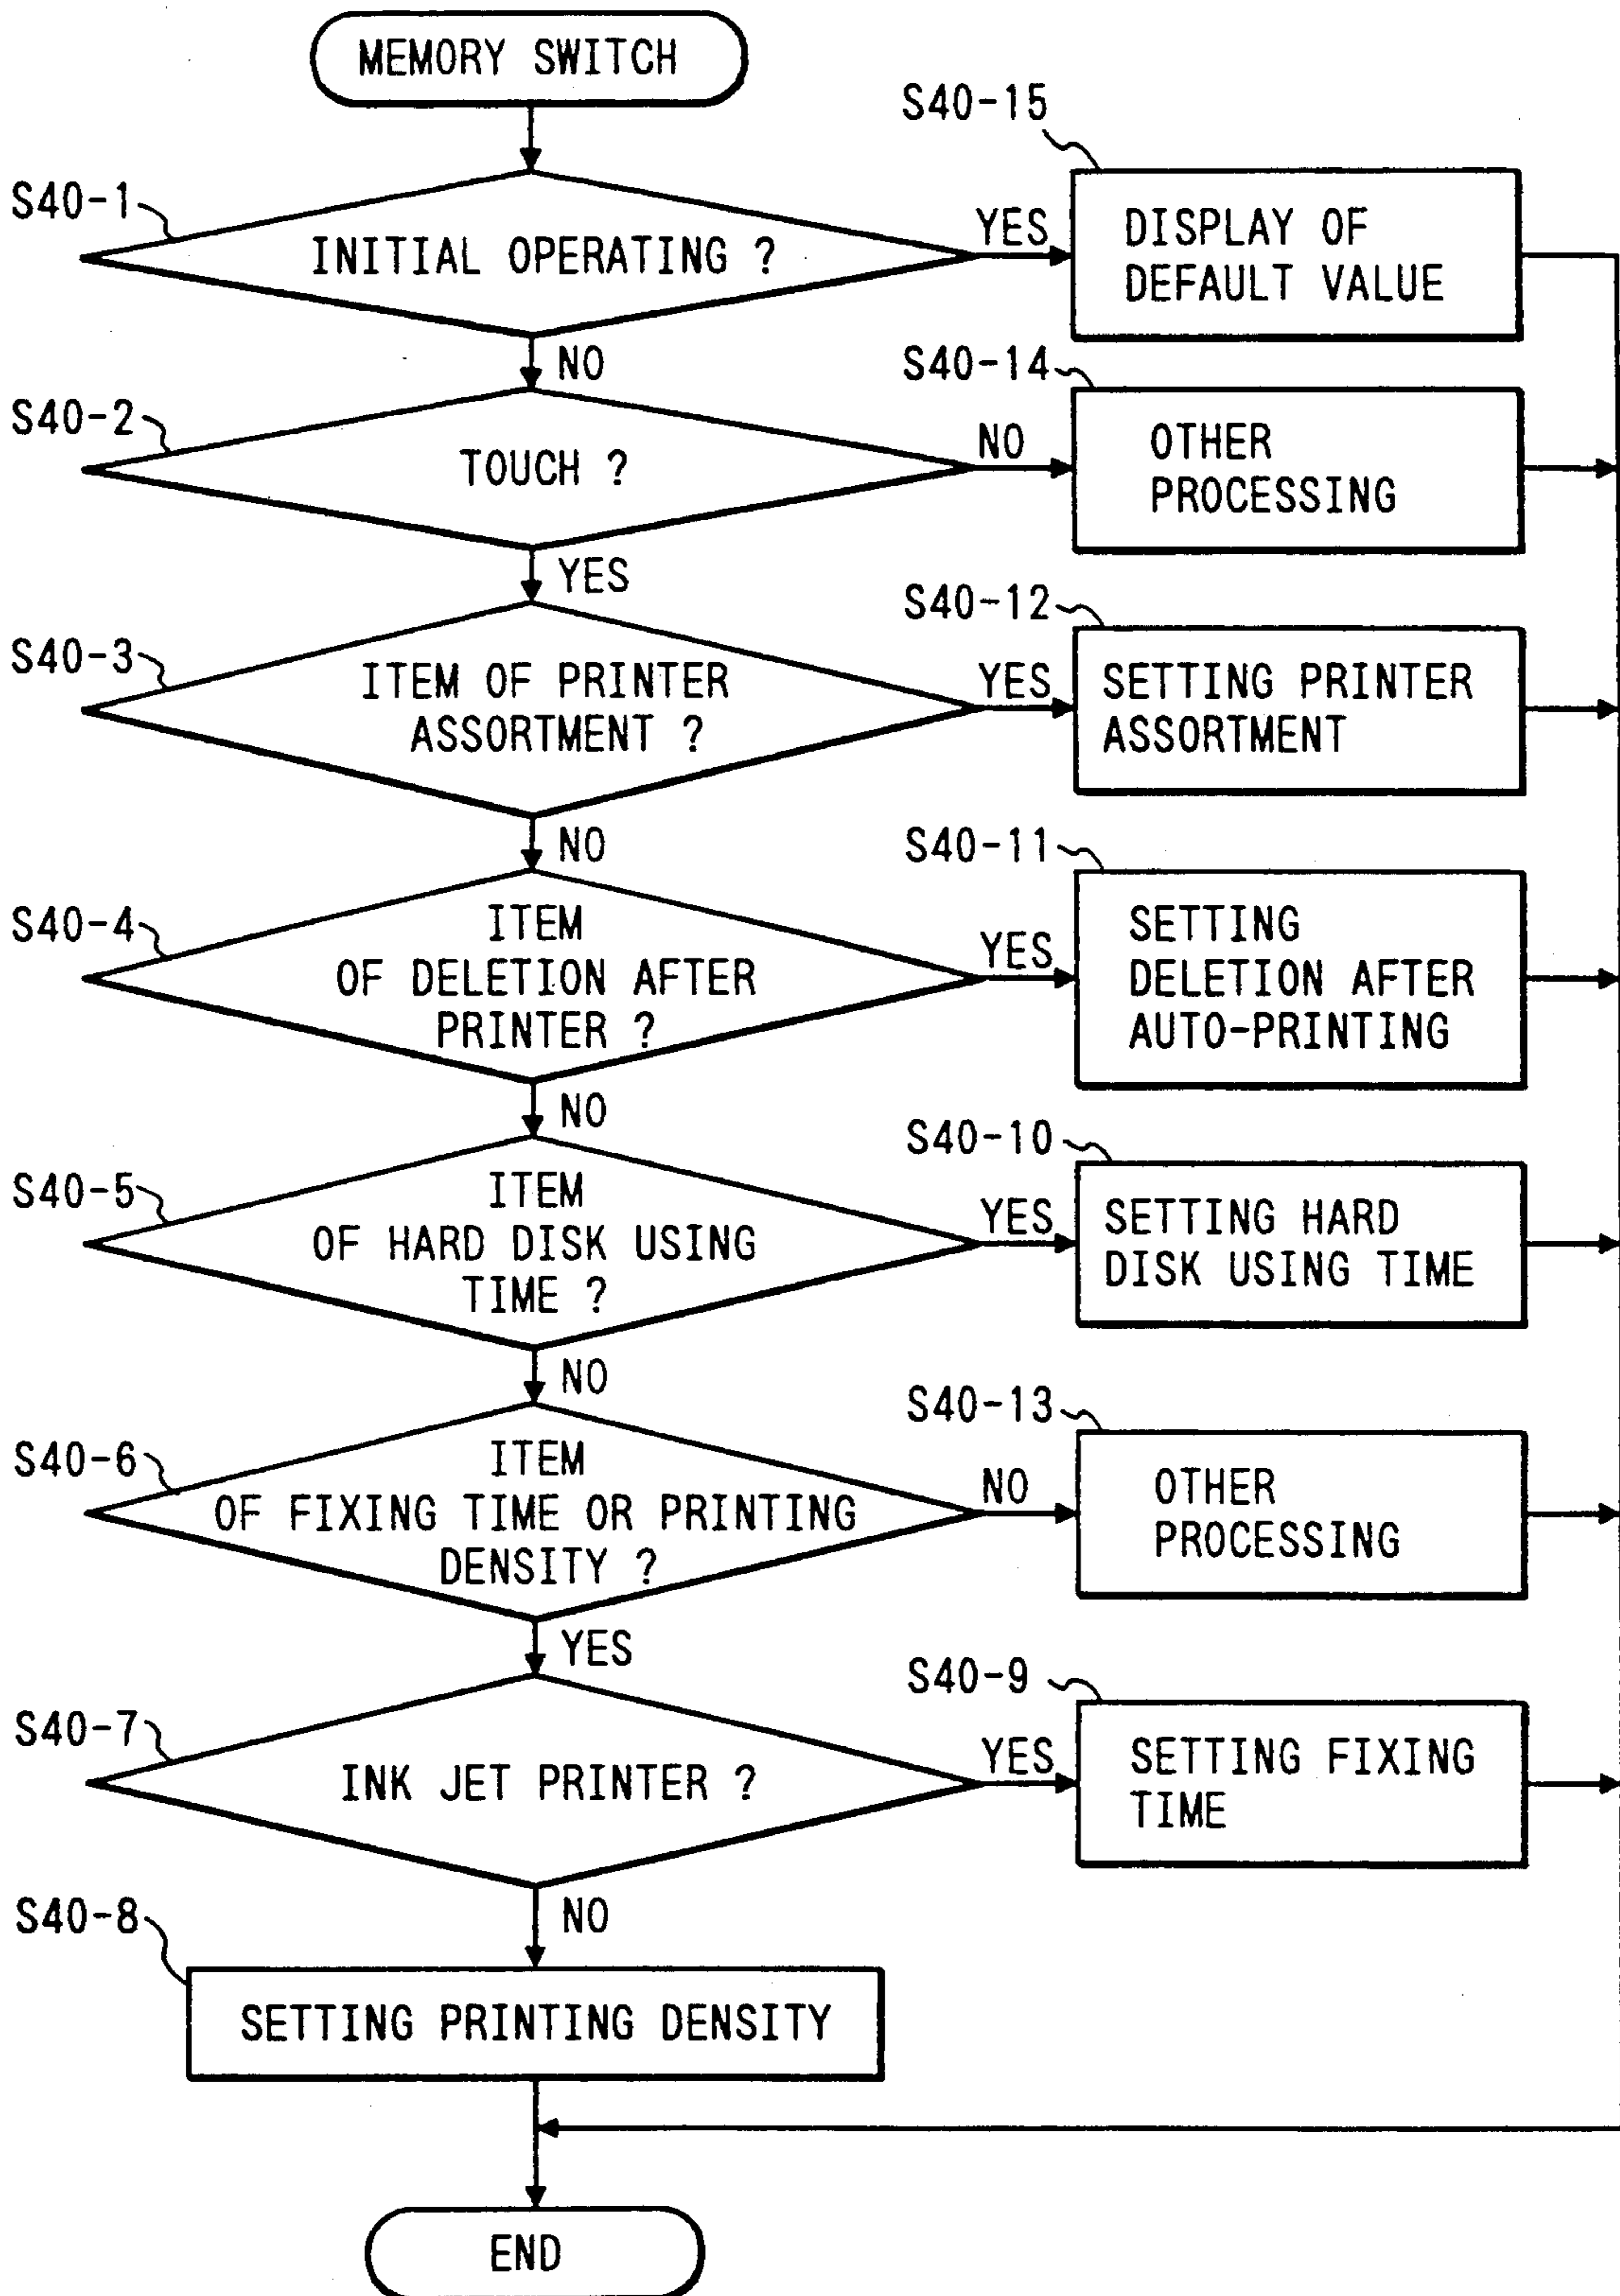 MEMORY SWITCH
S40-15
S40-1
INITIAL OPERATING ?
YES
DISPLAY OF
DEFAULT VALUE
NO
S40-14
S40-2
TOUCH ?
NO
OTHER
PROCESSING
YES
S40-12
S40-3
ITEM OF PRINTER
ASSORTMENT ?
YES
SETTING PRINTER
ASSORTMENT
NO
S40-11
S40-4
ITEM
OF DELETION AFTER
PRINTER ?
YES
SETTING
DELETION AFTER
AUTO-PRINTING
NO
S40-10
S40-5
ITEM
OF HARD DISK USING
TIME ?
YES
SETTING HARD
DISK USING TIME
NO
S40-13
S40-6
ITEM
OF FIXING TIME OR PRINTING
DENSITY ?
NO
OTHER
PROCESSING
YES
S40-9
S40-7
INK JET PRINTER ?
YES
SETTING FIXING
TIME
NO
S40-8
SETTING PRINTING DENSITY
END